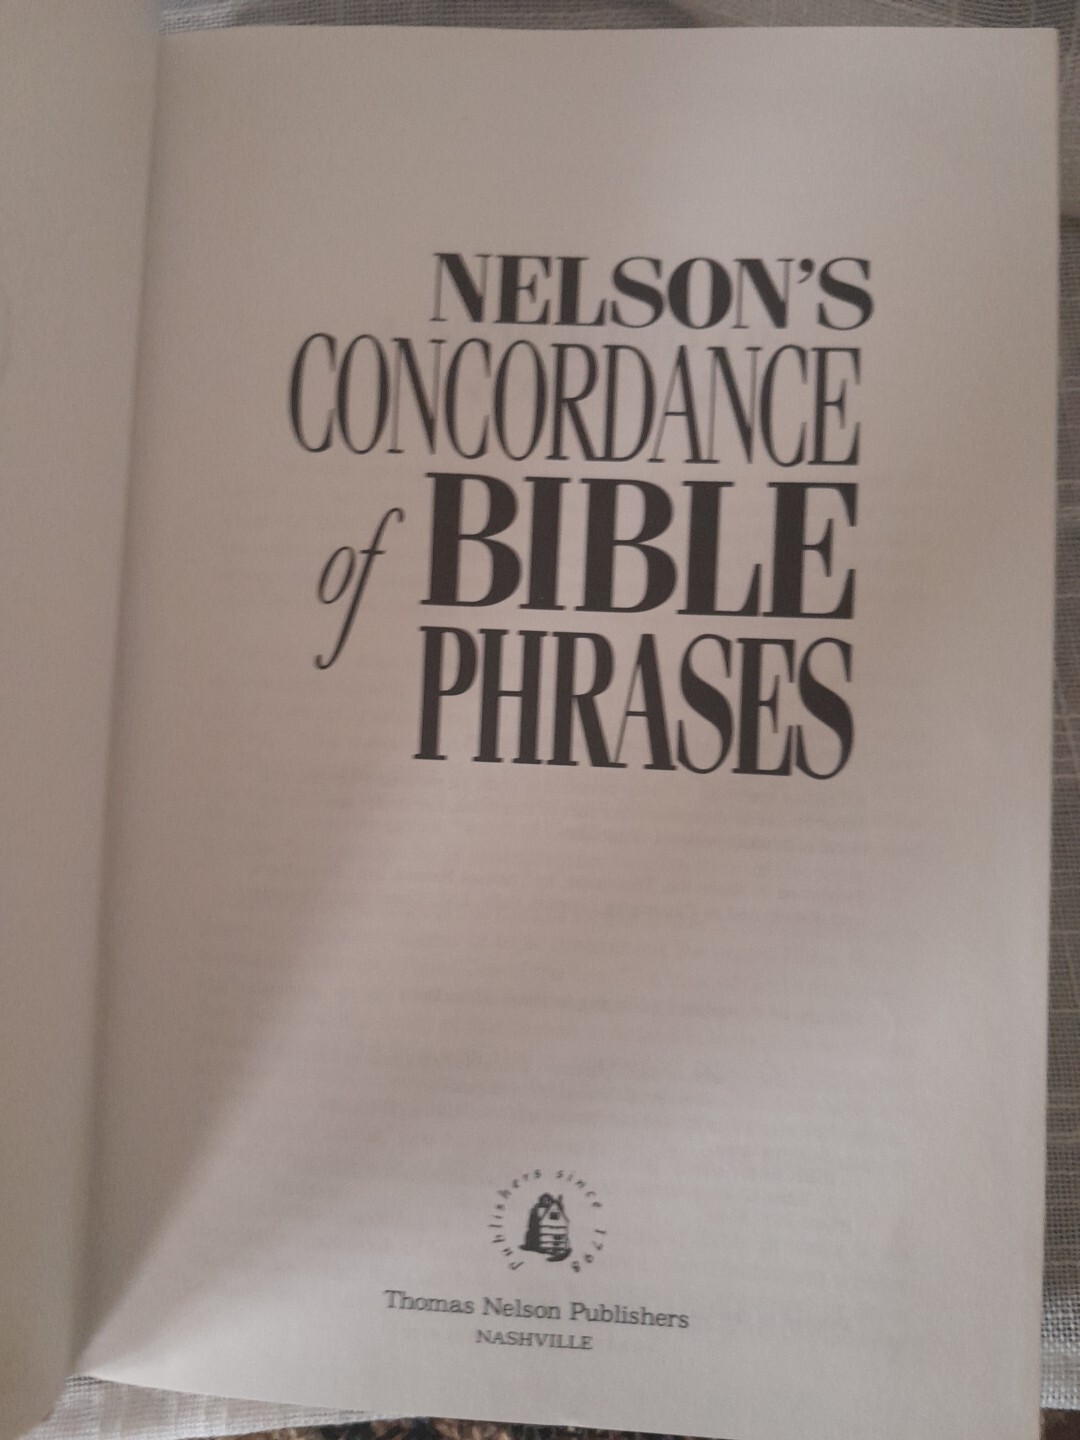 NELSON'S
CONCORDANCE
of BIBLE
PHRASES
Publishers since 1798
Thomas Nelson Publishers
NASHVILLE